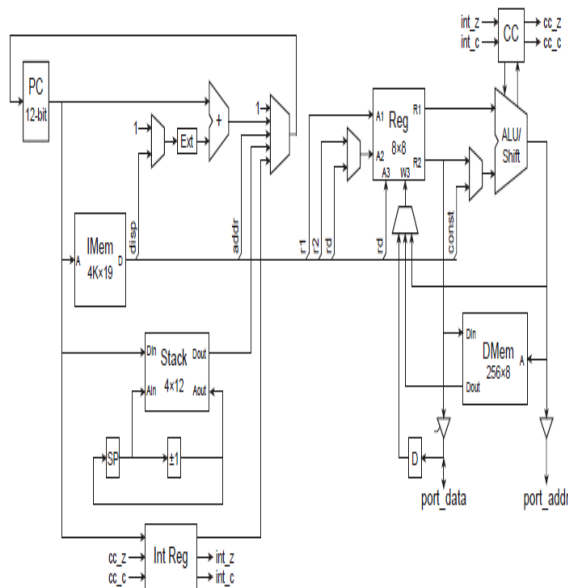 int_z
cc_z
int_c
CC
cc_c
PC
12-bit
1
1
Ext
+
Reg
8×8
A1
A2
A3
W3
R1
R2
ALU/
Shift
IMem
4K×19
A
D
disp
addr
r1
r2
rd
rd
const
Stack
4×12
Din
Dout
Ain
Aout
DMem
256×8
Din
A
Dout
SP
±1
D
port_data
port_addr
Int Reg
cc_z
int_z
cc_c
int_c